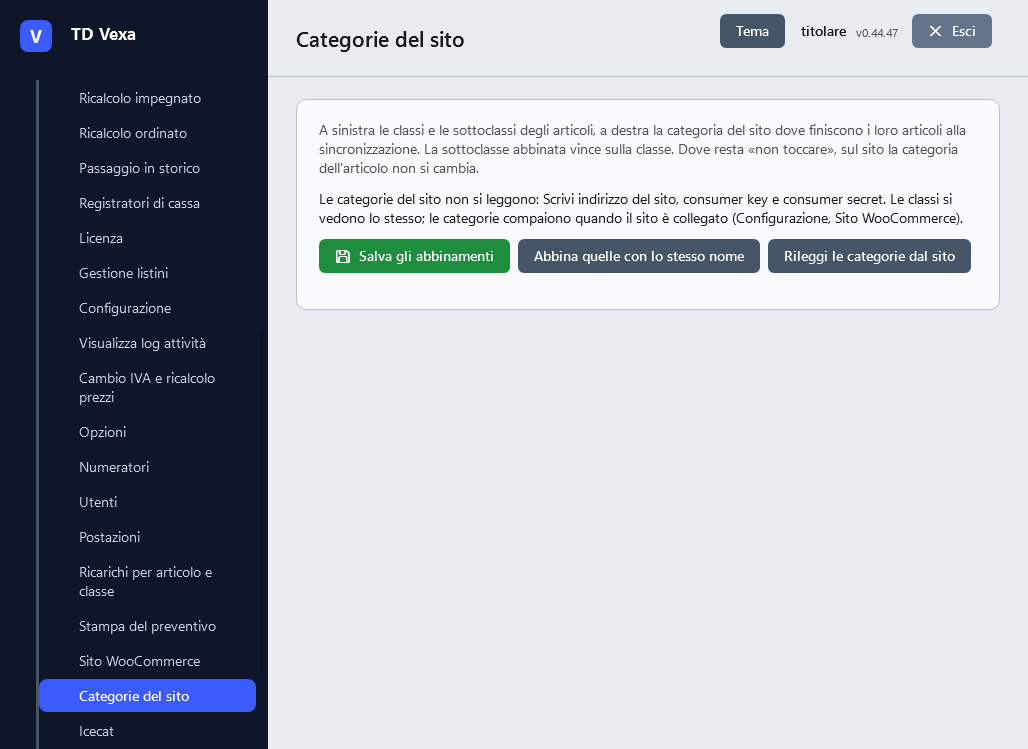 V
TD Vexa
Ricalcolo impegnato
Ricalcolo ordinato
Passaggio in storico
Registratori di cassa
Licenza
Gestione listini
Configurazione
Visualizza log attività
Cambio IVA e ricalcolo
prezzi
Opzioni
Numeratori
Utenti
Postazioni
Ricarichi per articolo e
classe
Stampa del preventivo
Sito WooCommerce
Categorie del sito
Icecat
Categorie del sito
Tema
titolare v0.44.47
Esci
A sinistra le classi e le sottoclassi degli articoli, a destra la categoria del sito dove finiscono i loro articoli alla
sincronizzazione. La sottoclasse abbinata vince sulla classe. Dove resta «non toccare», sul sito la categoria
dell'articolo non si cambia.
Le categorie del sito non si leggono: Scrivi indirizzo del sito, consumer key e consumer secret. Le classi si
vedono lo stesso; le categorie compaiono quando il sito è collegato (Configurazione, Sito WooCommerce).
Salva gli abbinamenti
Abbina quelle con lo stesso nome
Rileggi le categorie dal sito